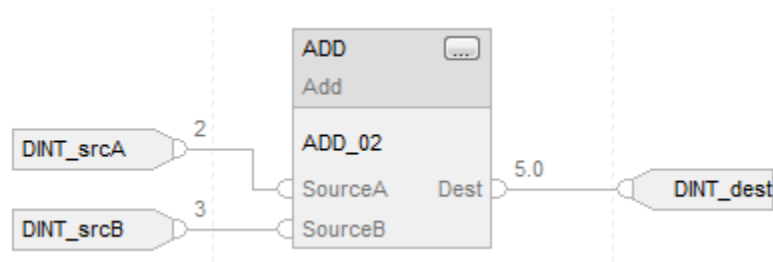 ADD
...
Add
DINT_srcA
2
ADD_02
SourceA
Dest
5.0
DINT_dest
DINT_srcB
3
SourceB